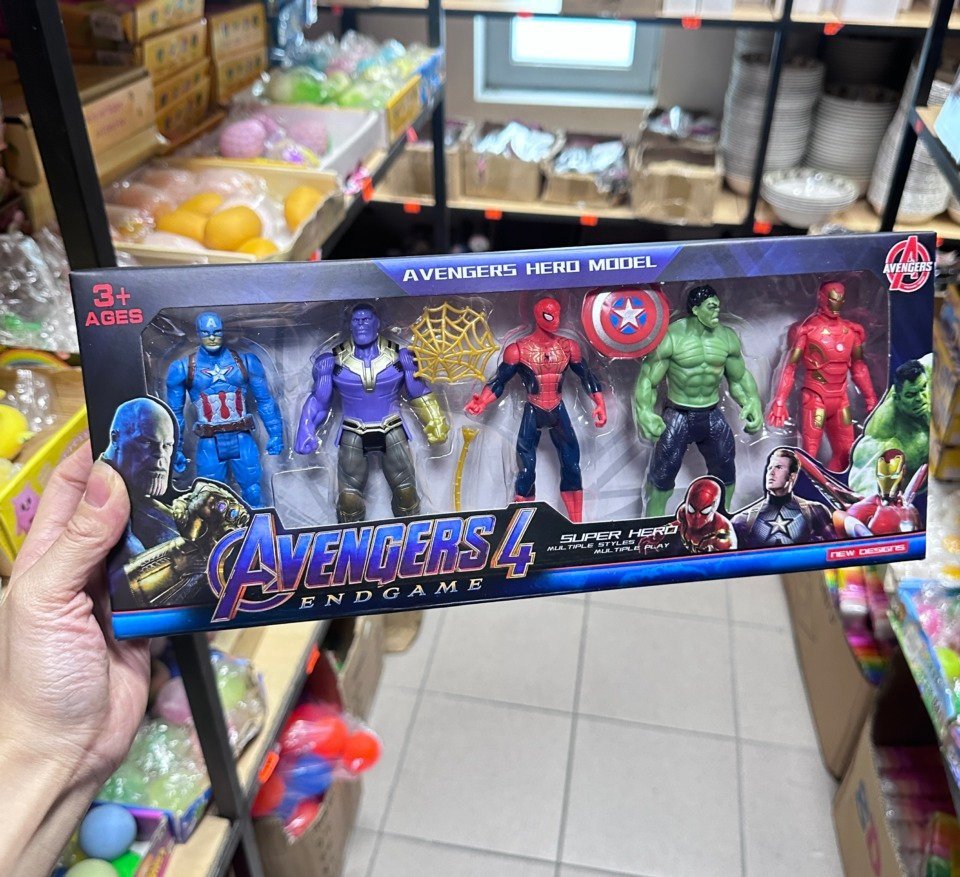 AVENGERS HERO MODEL
AVENGERS
3+
AGES
AVENGERS 4
ENDGAME
SUPER HERO
MULTIPLE STYLES
MULTIPLE PLAY
NEW DESIGNS